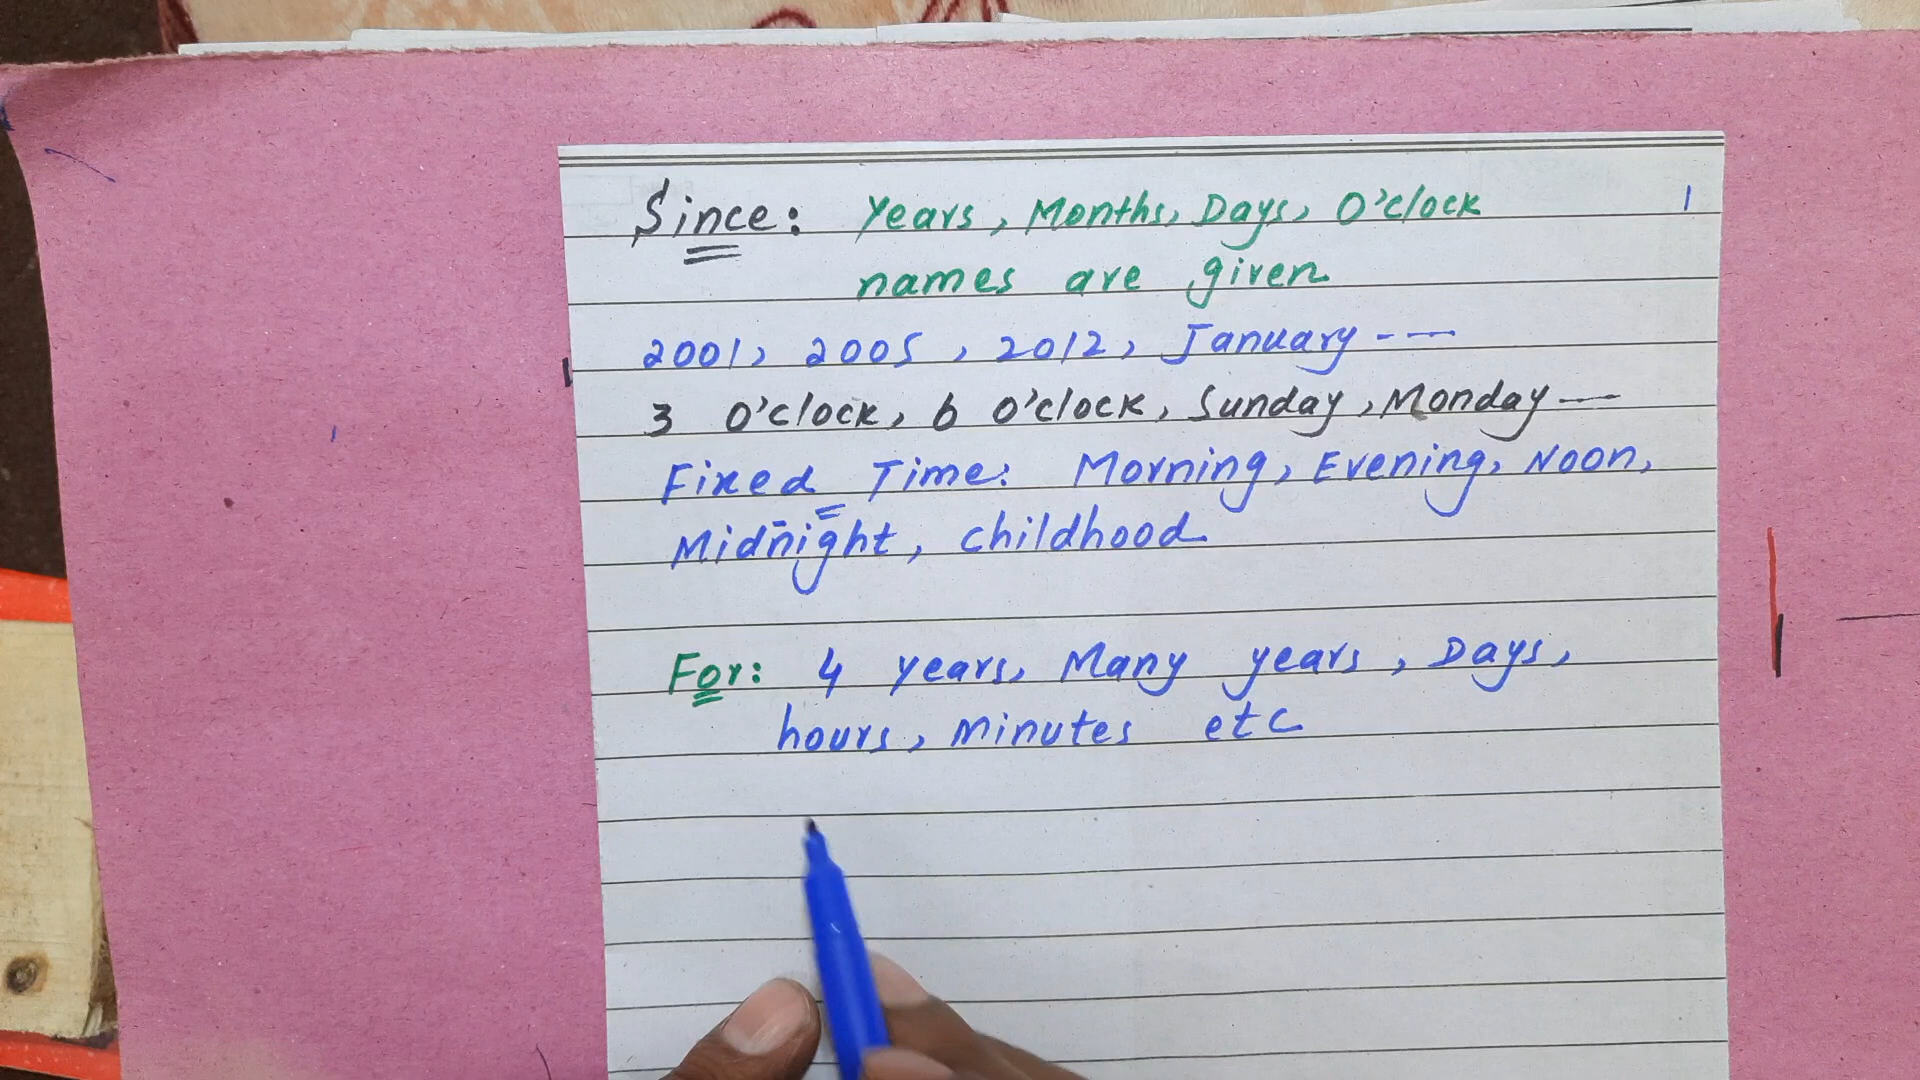 Since: Years, Months, Days, O'clock
names are given
2001, 2005, 2012, January ---
3 O'clock, 6 O'clock, Sunday, Monday ---
Fixed Time: Morning, Evening, Noon,
Midnight, childhood
For: 4 years, Many years, Days,
hours, minutes etc